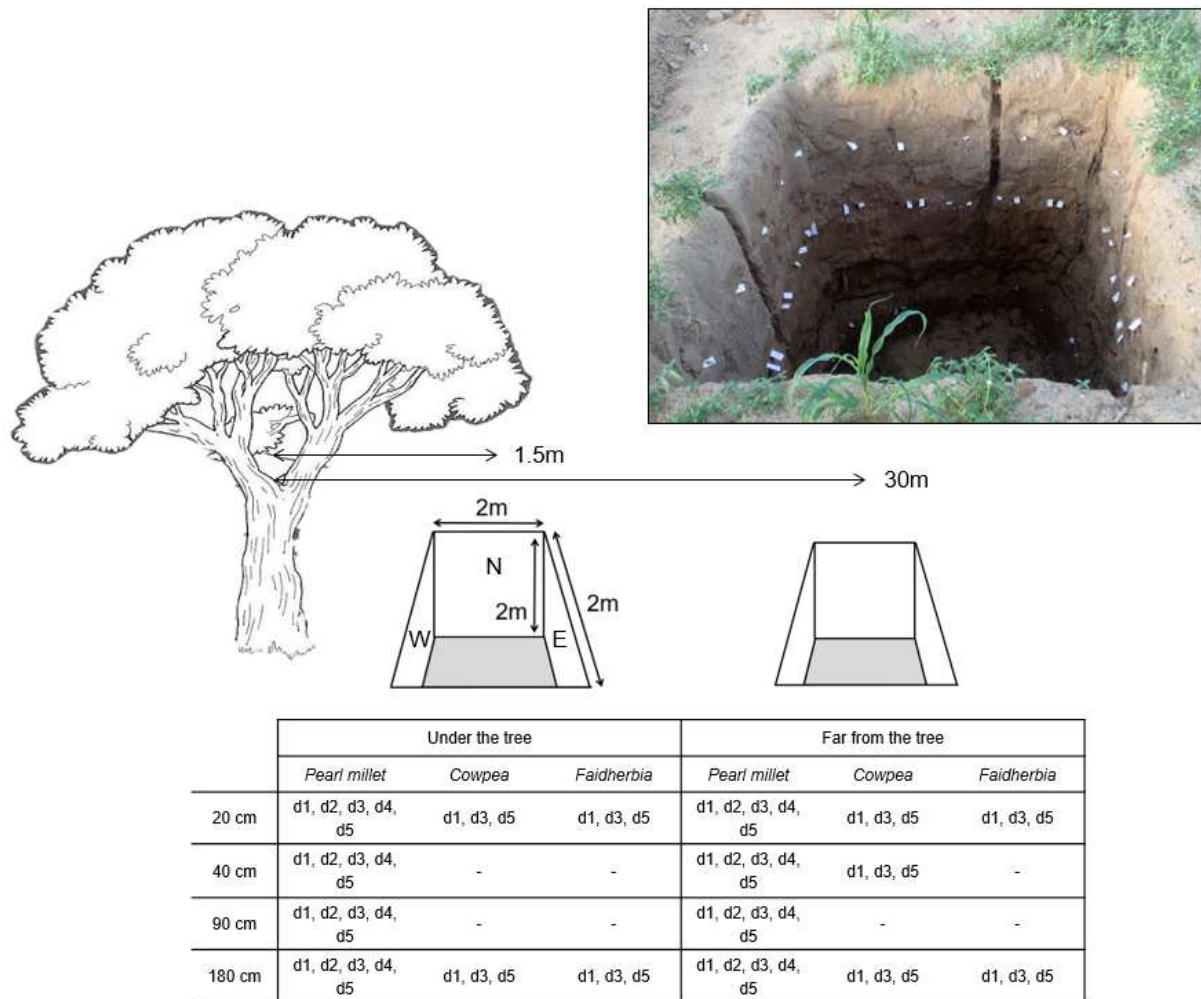 1.5m
30m
2m
N
2m
2m
W
E
Under the tree Far from the tree
Pearl millet Cowpea Faidherbia Pearl millet Cowpea Faidherbia
20 cm d1, d2, d3, d4, d5 d1, d3, d5 d1, d3, d5 d1, d2, d3, d4, d5 d1, d3, d5 d1, d3, d5
40 cm d1, d2, d3, d4, d5 - - d1, d2, d3, d4, d5 d1, d3, d5 -
90 cm d1, d2, d3, d4, d5 - - d1, d2, d3, d4, d5 - -
180 cm d1, d2, d3, d4, d5 d1, d3, d5 d1, d3, d5 d1, d2, d3, d4, d5 d1, d3, d5 d1, d3, d5